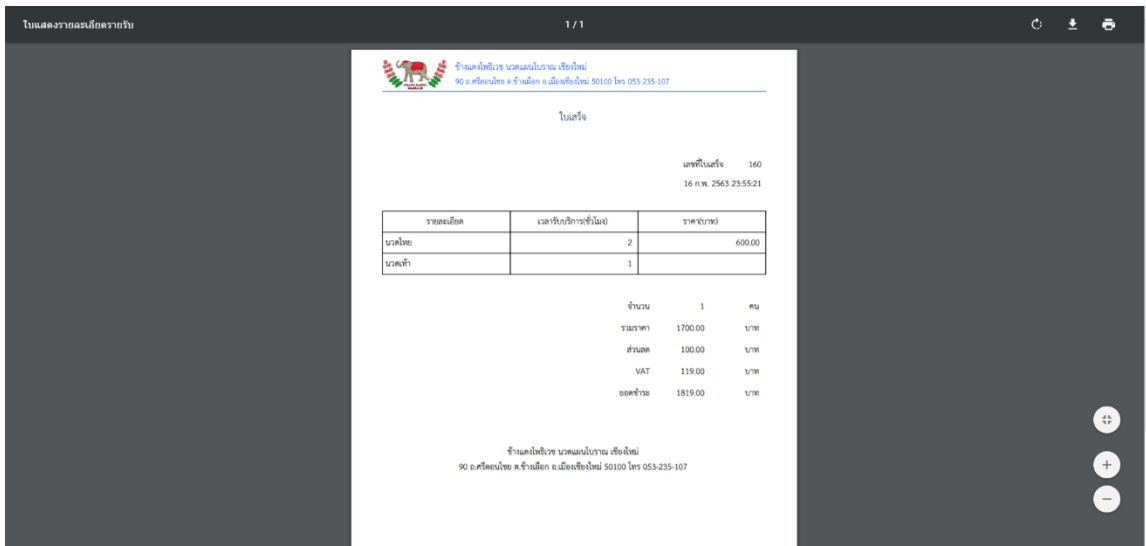 ใบแสดงรายละเอียดรายรับ
1 / 1
ช้างแดงโพธิเวช นวดแผนโบราณ เชียงใหม่
90 ถ.ศรีดอนไชย ต.ช้างเผือก อ.เมืองเชียงใหม่ 50100 โทร 053-235-107
ใบเสร็จ
เลขที่ใบเสร็จ 160
16 ก.พ. 2563 23:55:21
รายละเอียด เวลารับบริการ(ชั่วโมง) ราคา(บาท)
นวดไทย 2 600.00
นวดเท้า 1
จำนวน 1 คน
รวมราคา 1700.00 บาท
ส่วนลด 100.00 บาท
VAT 119.00 บาท
ยอดชำระ 1819.00 บาท
ช้างแดงโพธิเวช นวดแผนโบราณ เชียงใหม่
90 ถ.ศรีดอนไชย ต.ช้างเผือก อ.เมืองเชียงใหม่ 50100 โทร 053-235-107